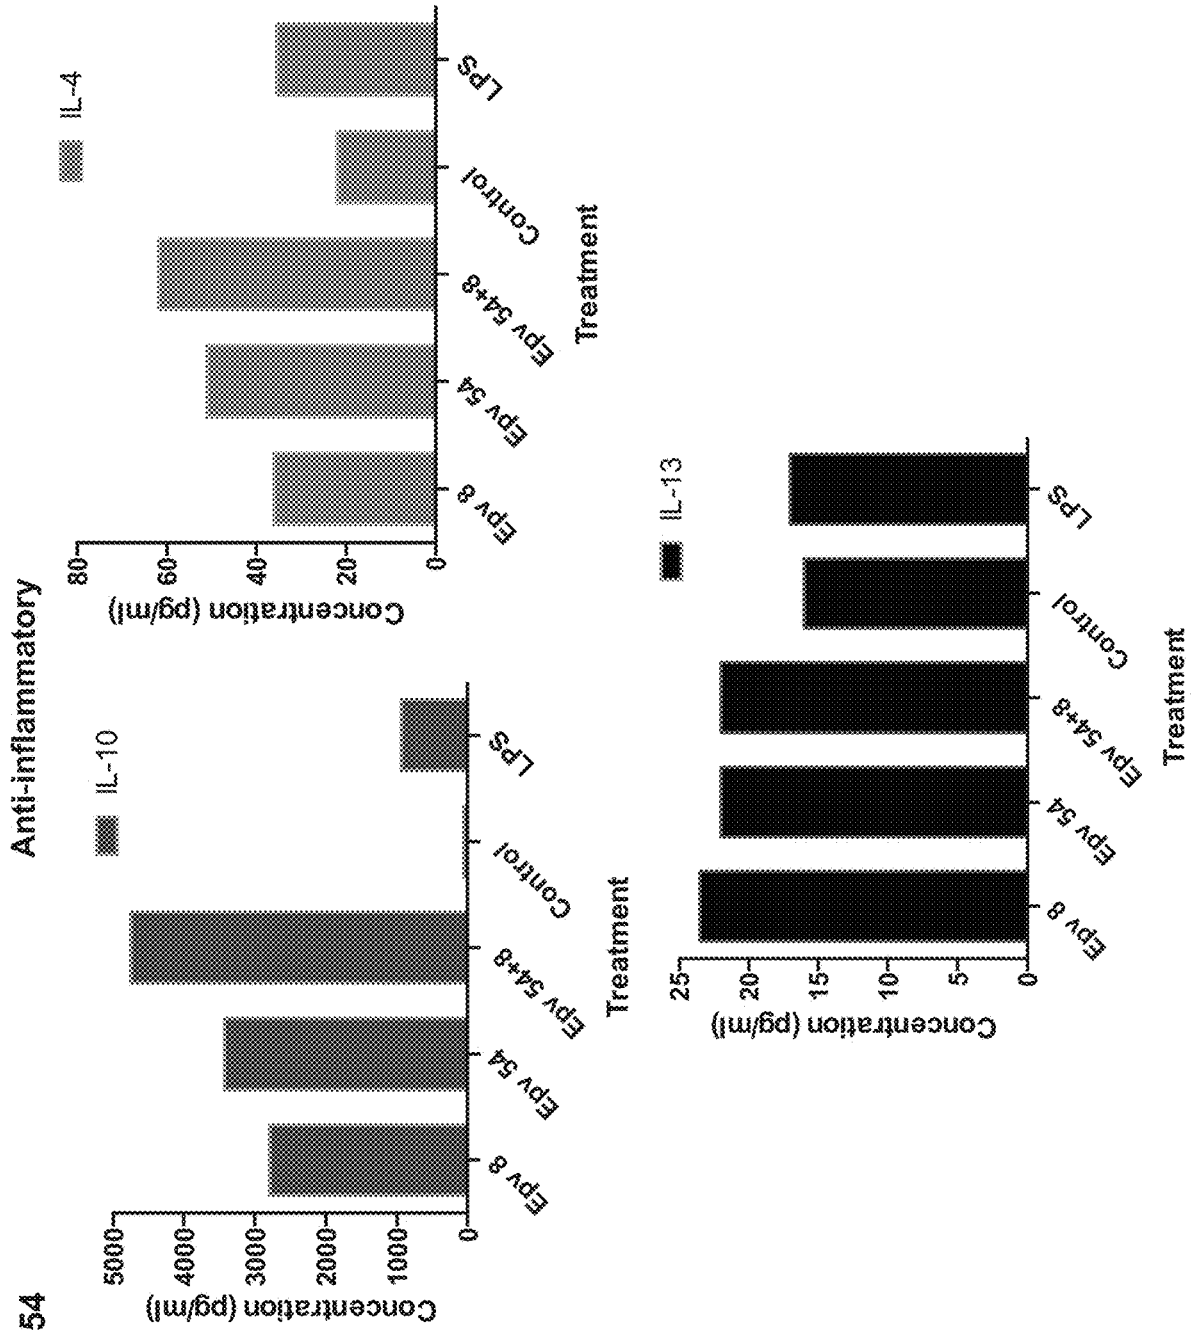 54
Anti-inflammatory
IL-10
Concentration (pg/ml)
5000
4000
3000
2000
1000
0
Epv 8
Epv 54
Epv 54+8
Control
LPS
Treatment
IL-4
Concentration (pg/ml)
80
60
40
20
0
Epv 8
Epv 54
Epv 54+8
Control
LPS
Treatment
IL-13
Concentration (pg/ml)
25
20
15
10
5
0
Epv 8
Epv 54
Epv 54+8
Control
LPS
Treatment